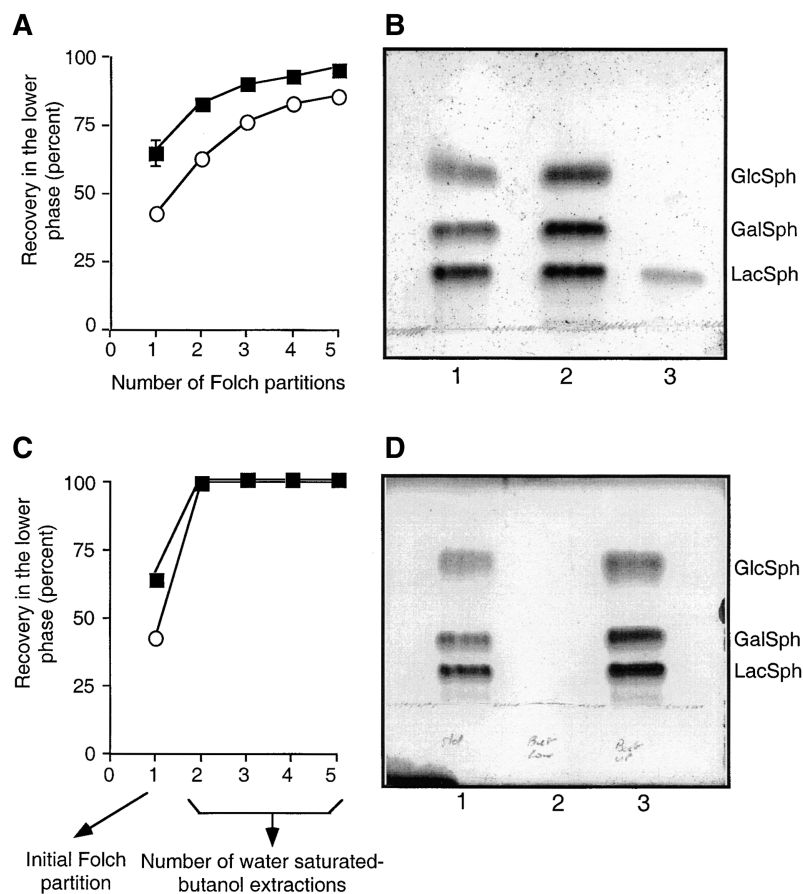 A
Recovery in the lower
phase (percent)
100
75
50
25
0
0 1 2 3 4 5
Number of Folch partitions
B
GlcSph
GalSph
LacSph
1 2 3
C
Recovery in the lower
phase (percent)
100
75
50
25
0
0 1 2 3 4 5
Initial Folch
partition
Number of water saturated-
butanol extractions
D
GlcSph
GalSph
LacSph
1 2 3